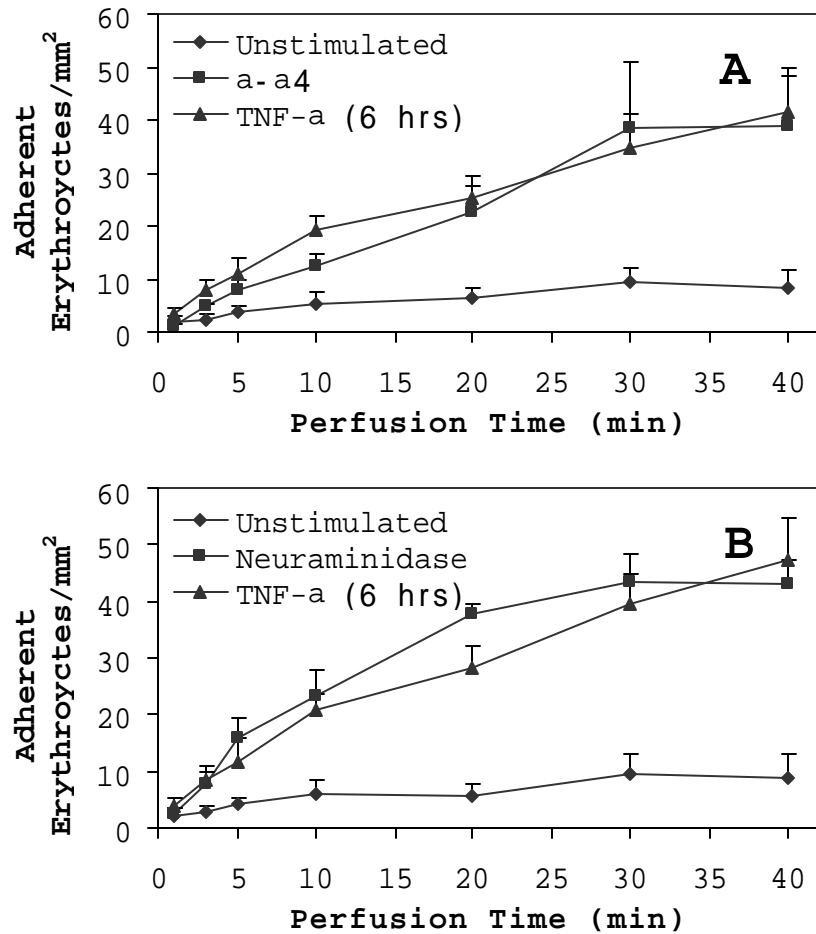 60
50
40
30
20
10
0
Adherent
Erythroyctes/mm²
Unstimulated
a-a4
TNF-a (6 hrs)
A
0 5 10 15 20 25 30 35 40
Perfusion Time (min)
60
50
40
30
20
10
0
Adherent
Erythroyctes/mm²
Unstimulated
Neuraminidase
TNF-a (6 hrs)
B
0 5 10 15 20 25 30 35 40
Perfusion Time (min)